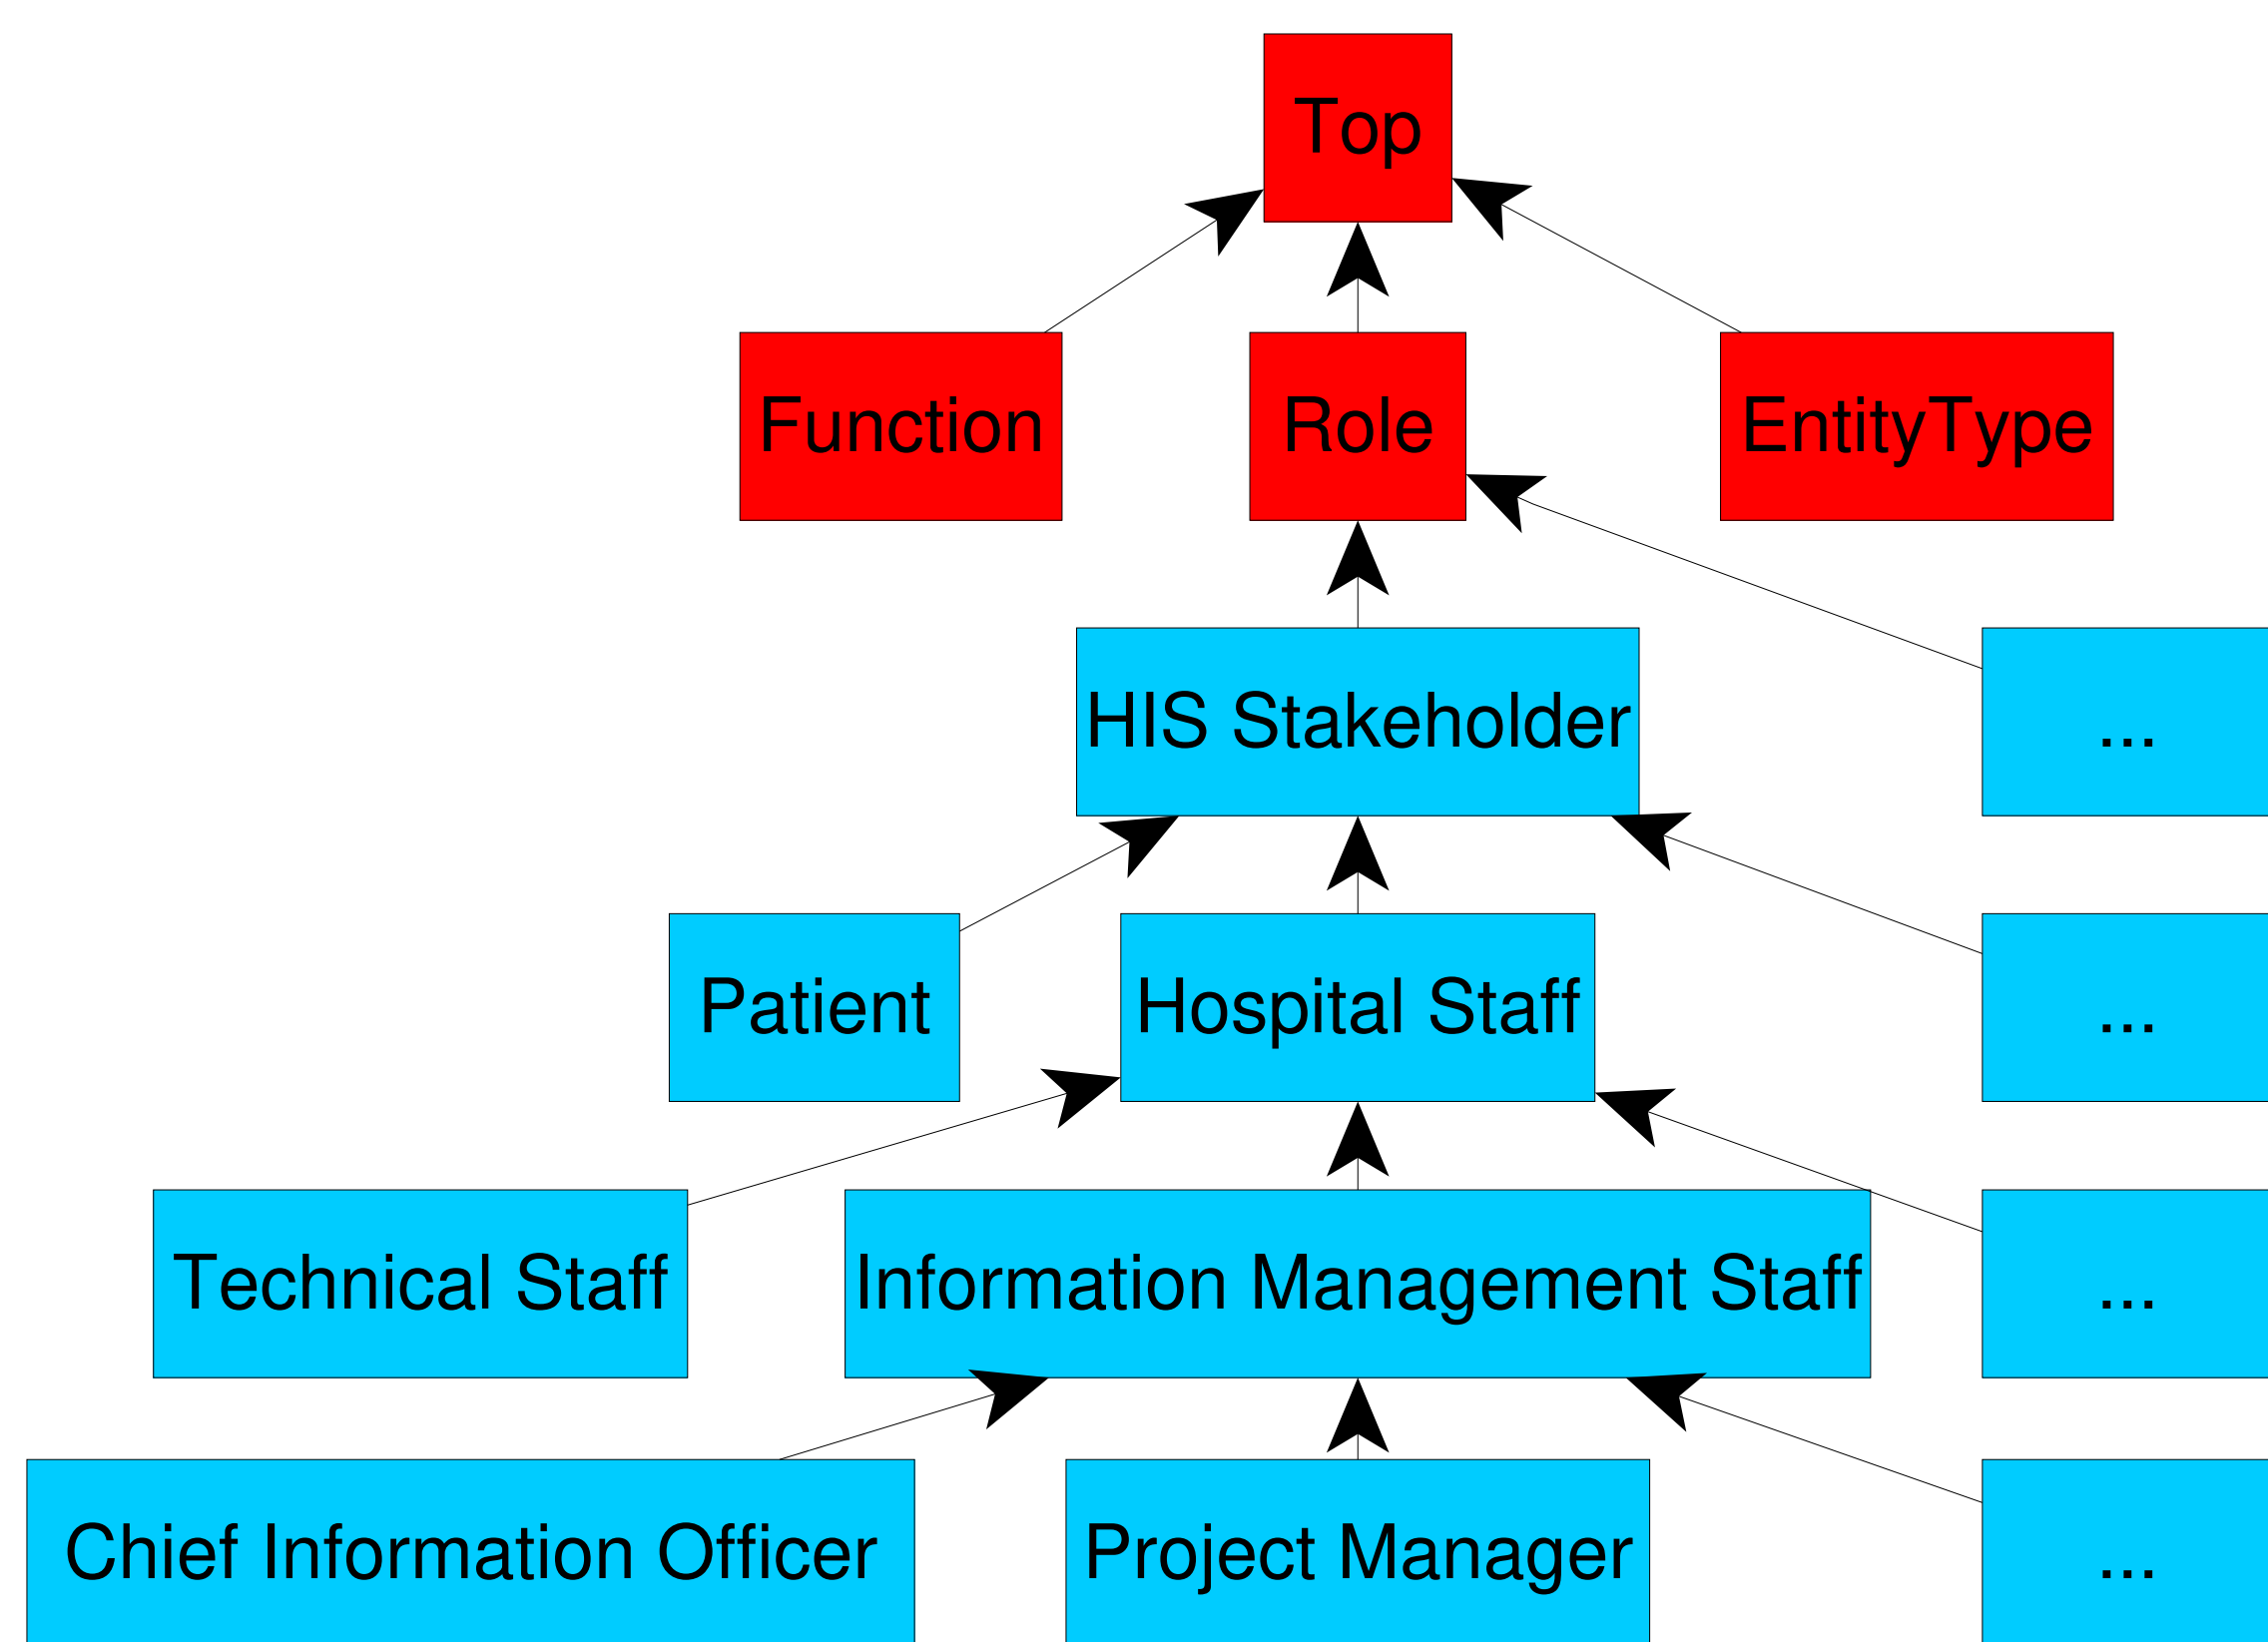 Top
Function
Role
EntityType
HIS Stakeholder
...
Patient
Hospital Staff
...
Technical Staff
Information Management Staff
...
Chief Information Officer
Project Manager
...